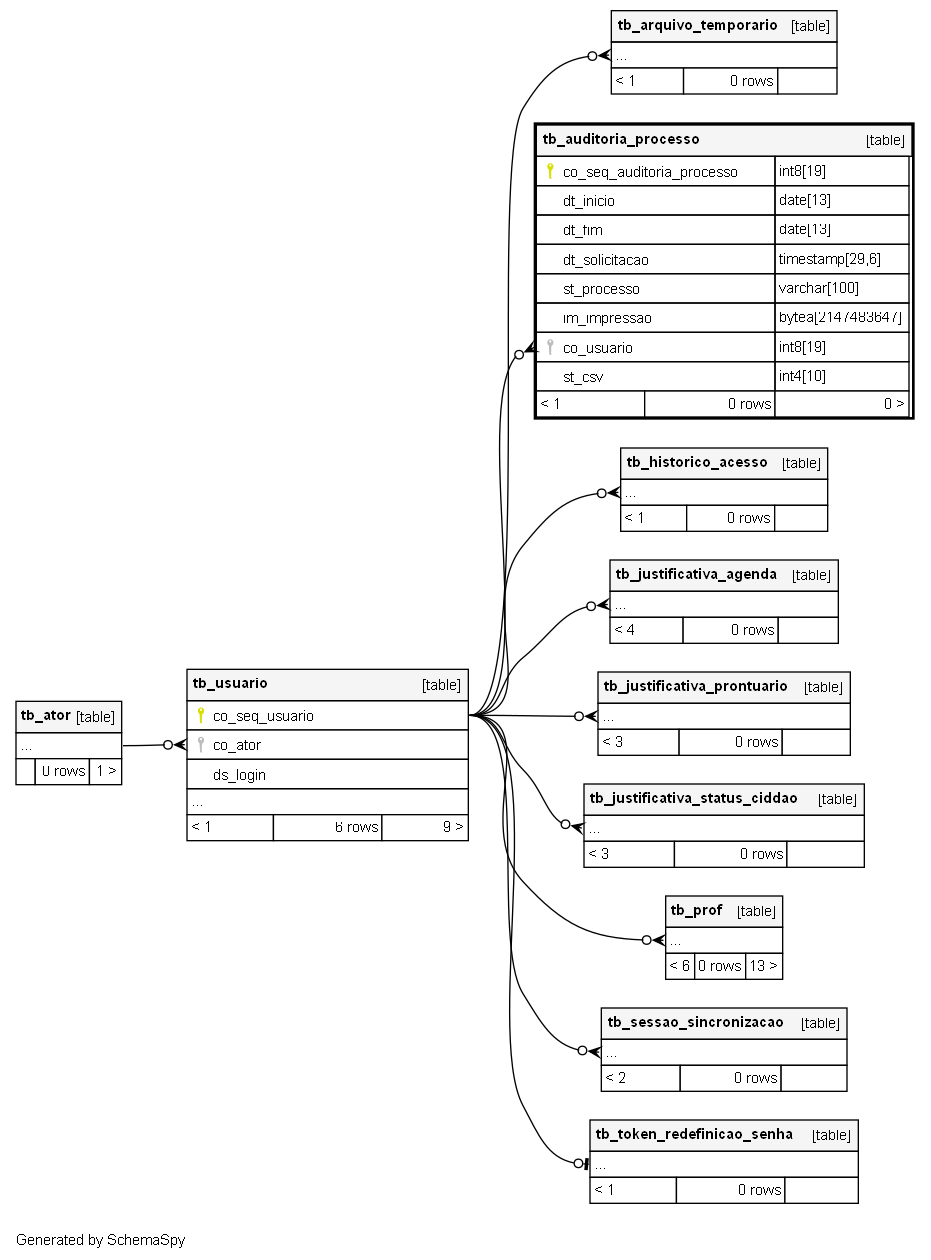 tb_arquivo_temporario [table]
...
< 1 0 rows
tb_auditoria_processo [table]
co_seq_auditoria_processo int8[19]
dt_inicio date[13]
dt_fim date[13]
dt_solicitacao timestamp[29,6]
st_processo varchar[100]
im_impressao bytea[2147483647]
co_usuario int8[19]
st_csv int4[10]
< 1 0 rows 0 >
tb_historico_acesso [table]
...
< 1 0 rows
tb_justificativa_agenda [table]
...
< 4 0 rows
tb_justificativa_prontuario [table]
...
< 3 0 rows
tb_usuario [table]
co_seq_usuario
co_ator
ds_login
...
< 1 6 rows 9 >
tb_ator [table]
...
0 rows 1 >
tb_justificativa_status_ciddao [table]
...
< 3 0 rows
tb_prof [table]
...
< 6 0 rows 13 >
tb_sessao_sincronizacao [table]
...
< 2 0 rows
tb_token_redefinicao_senha [table]
...
< 1 0 rows
Generated by SchemaSpy